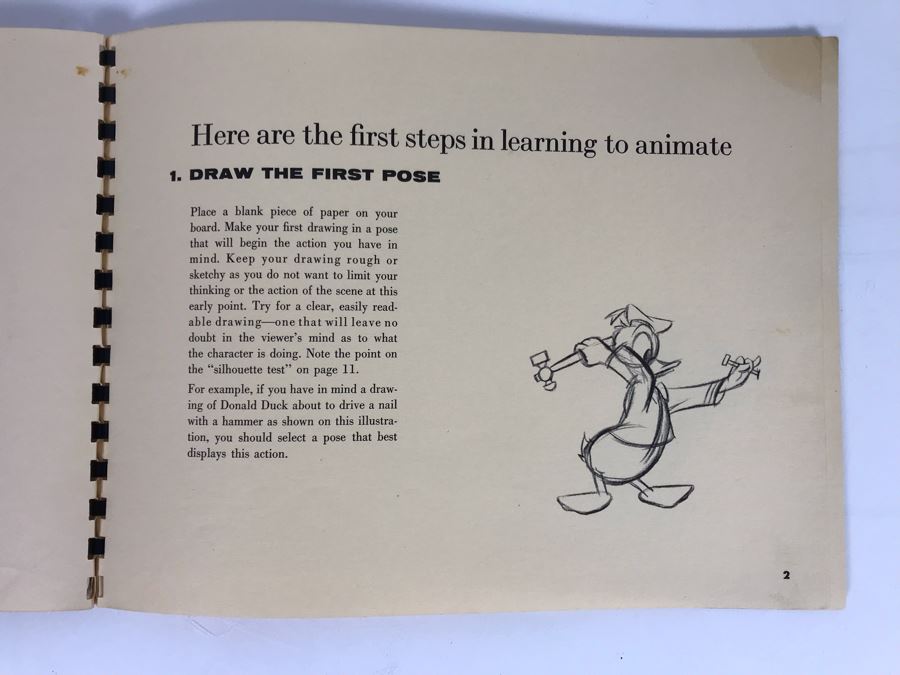 Here are the first steps in learning to animate
1. DRAW THE FIRST POSE
Place a blank piece of paper on your
board. Make your first drawing in a pose
that will begin the action you have in
mind. Keep your drawing rough or
sketchy as you do not want to limit your
thinking or the action of the scene at this
early point. Try for a clear, easily read-
able drawing—one that will leave no
doubt in the viewer's mind as to what
the character is doing. Note the point on
the "silhouette test" on page 11.
For example, if you have in mind a draw-
ing of Donald Duck about to drive a nail
with a hammer as shown on this illustra-
tion, you should select a pose that best
displays this action.
2